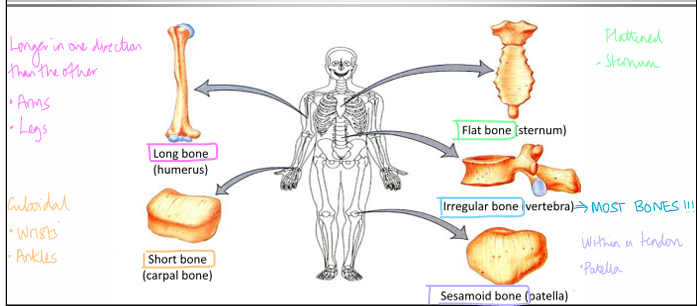 Longer in one direction
than the other
• Arms
• Legs
Long bone
(humerus)
Flattened
• Sternum
Flat bone (sternum)
Cuboidal
• Wrists
• Ankles
Short bone
(carpal bone)
Irregular bone (vertebra) → MOST BONES!!!
Within a tendon
• Patella
Sesamoid bone (patella)